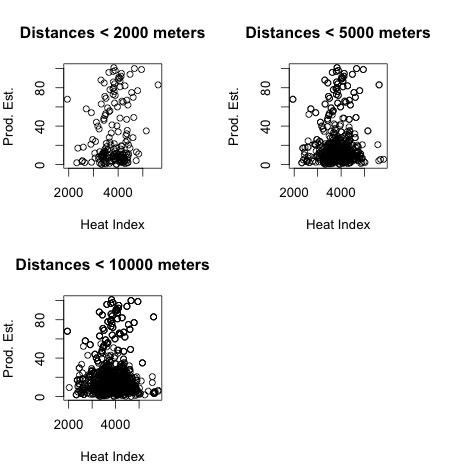 Distances < 2000 meters
Prod. Est.
80
40
0
2000 4000
Heat Index
Distances < 5000 meters
Prod. Est.
80
40
0
2000 4000
Heat Index
Distances < 10000 meters
Prod. Est.
80
40
0
2000 4000
Heat Index